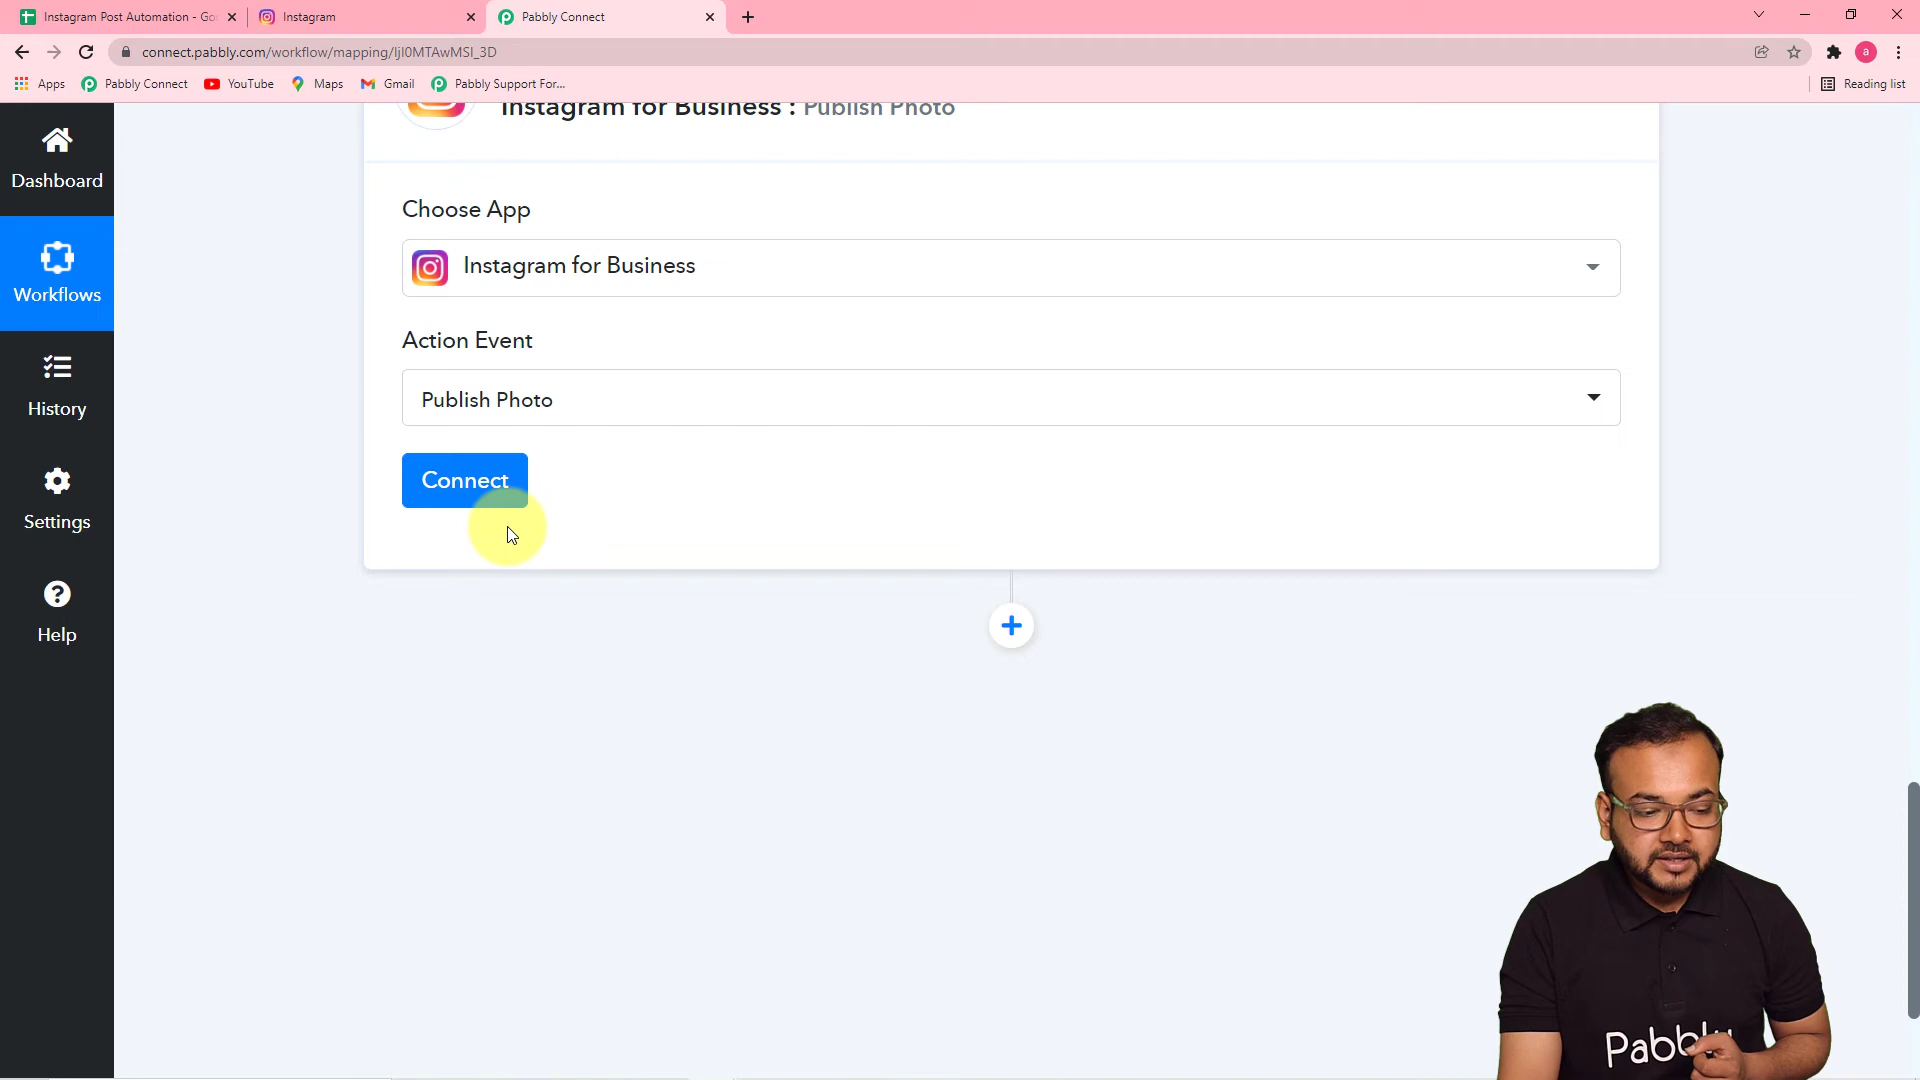 Instagram Post Automation - Go
Instagram
Pabbly Connect
connect.pabbly.com/workflow/mapping/IjI0MTAwMSI_3D
a
Apps
Pabbly Connect
YouTube
Maps
Gmail
Pabbly Support For...
Reading list
Instagram for Business : Publish Photo
Dashboard
Workflows
History
Settings
Help
Choose App
Instagram for Business
Action Event
Publish Photo
Connect
Pabbly